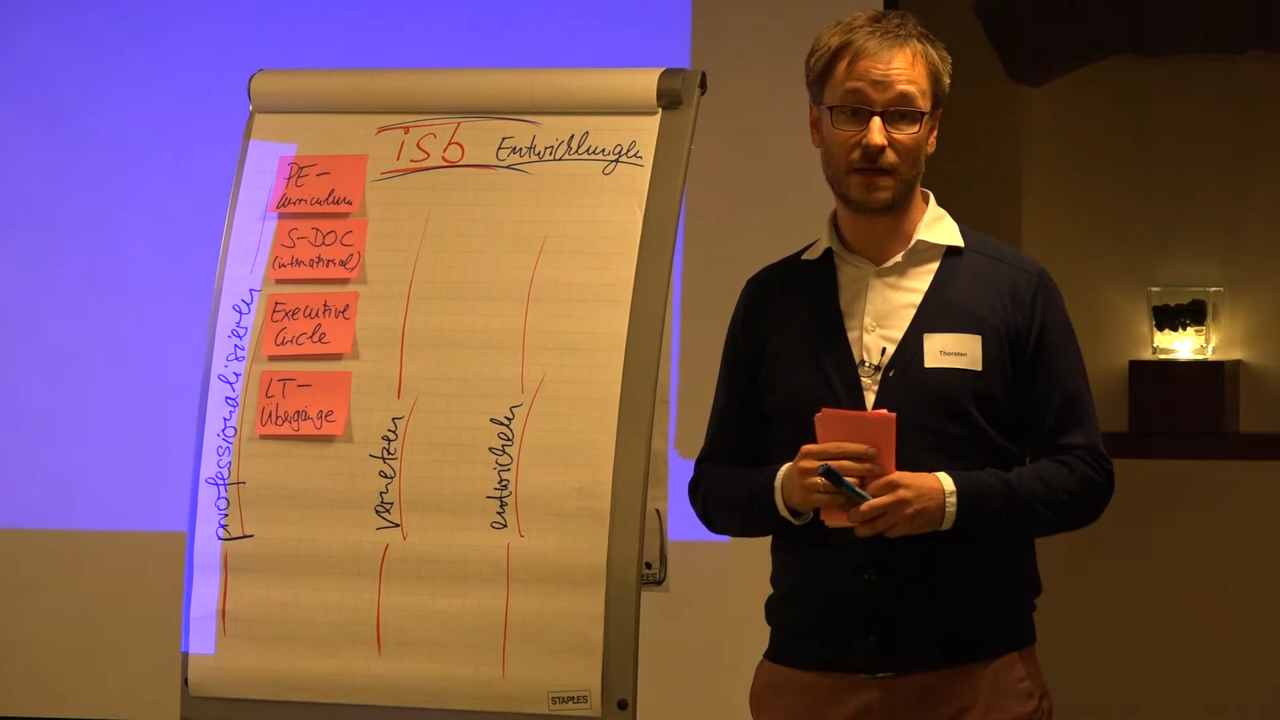 isb Entwicklungen
PE-
Curriculum
S-DOC
(international)
Executive
Circle
LT-
Übergänge
professionalisieren
vernetzen
entwickeln
Thorsten
STAPLES